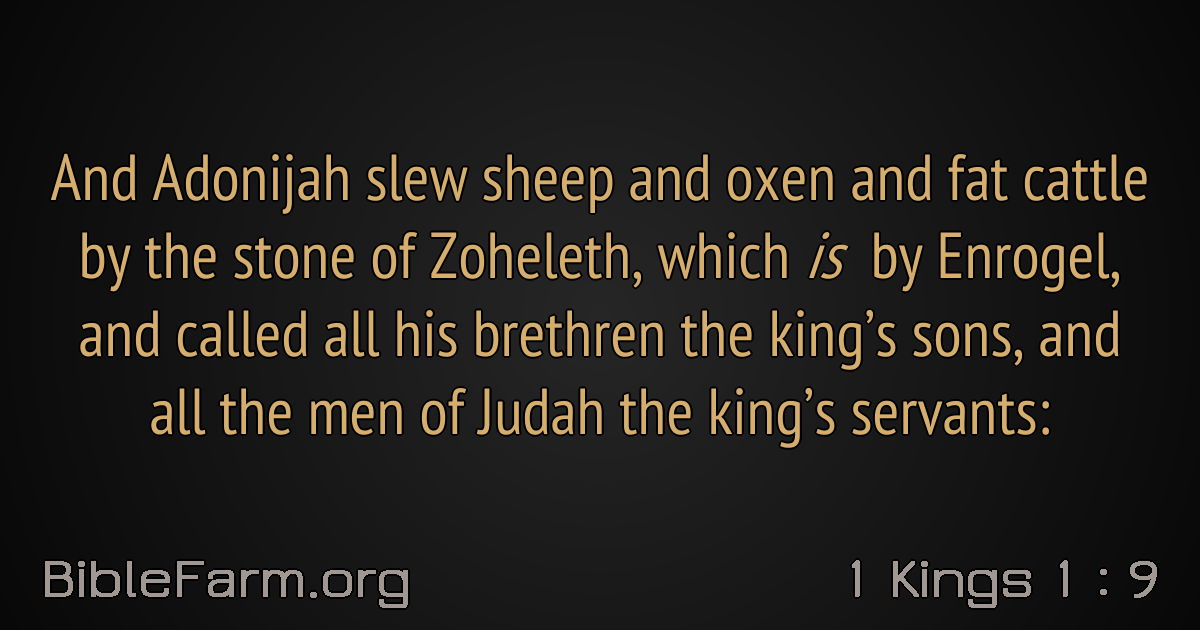 And Adonijah slew sheep and oxen and fat cattle
by the stone of Zoheleth, which is by Enrogel,
and called all his brethren the king’s sons, and
all the men of Judah the king’s servants:
BibleFarm.org
1 Kings 1 : 9